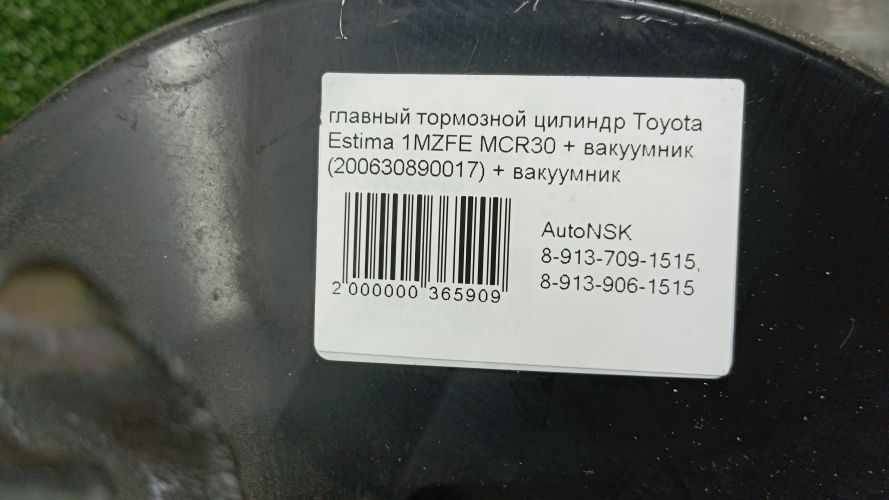 главный тормозной цилиндр Toyota
Estima 1MZFE MCR30 + вакуумник
(200630890017) + вакуумник
AutoNSK
8-913-709-1515,
8-913-906-1515
2 000000 365909